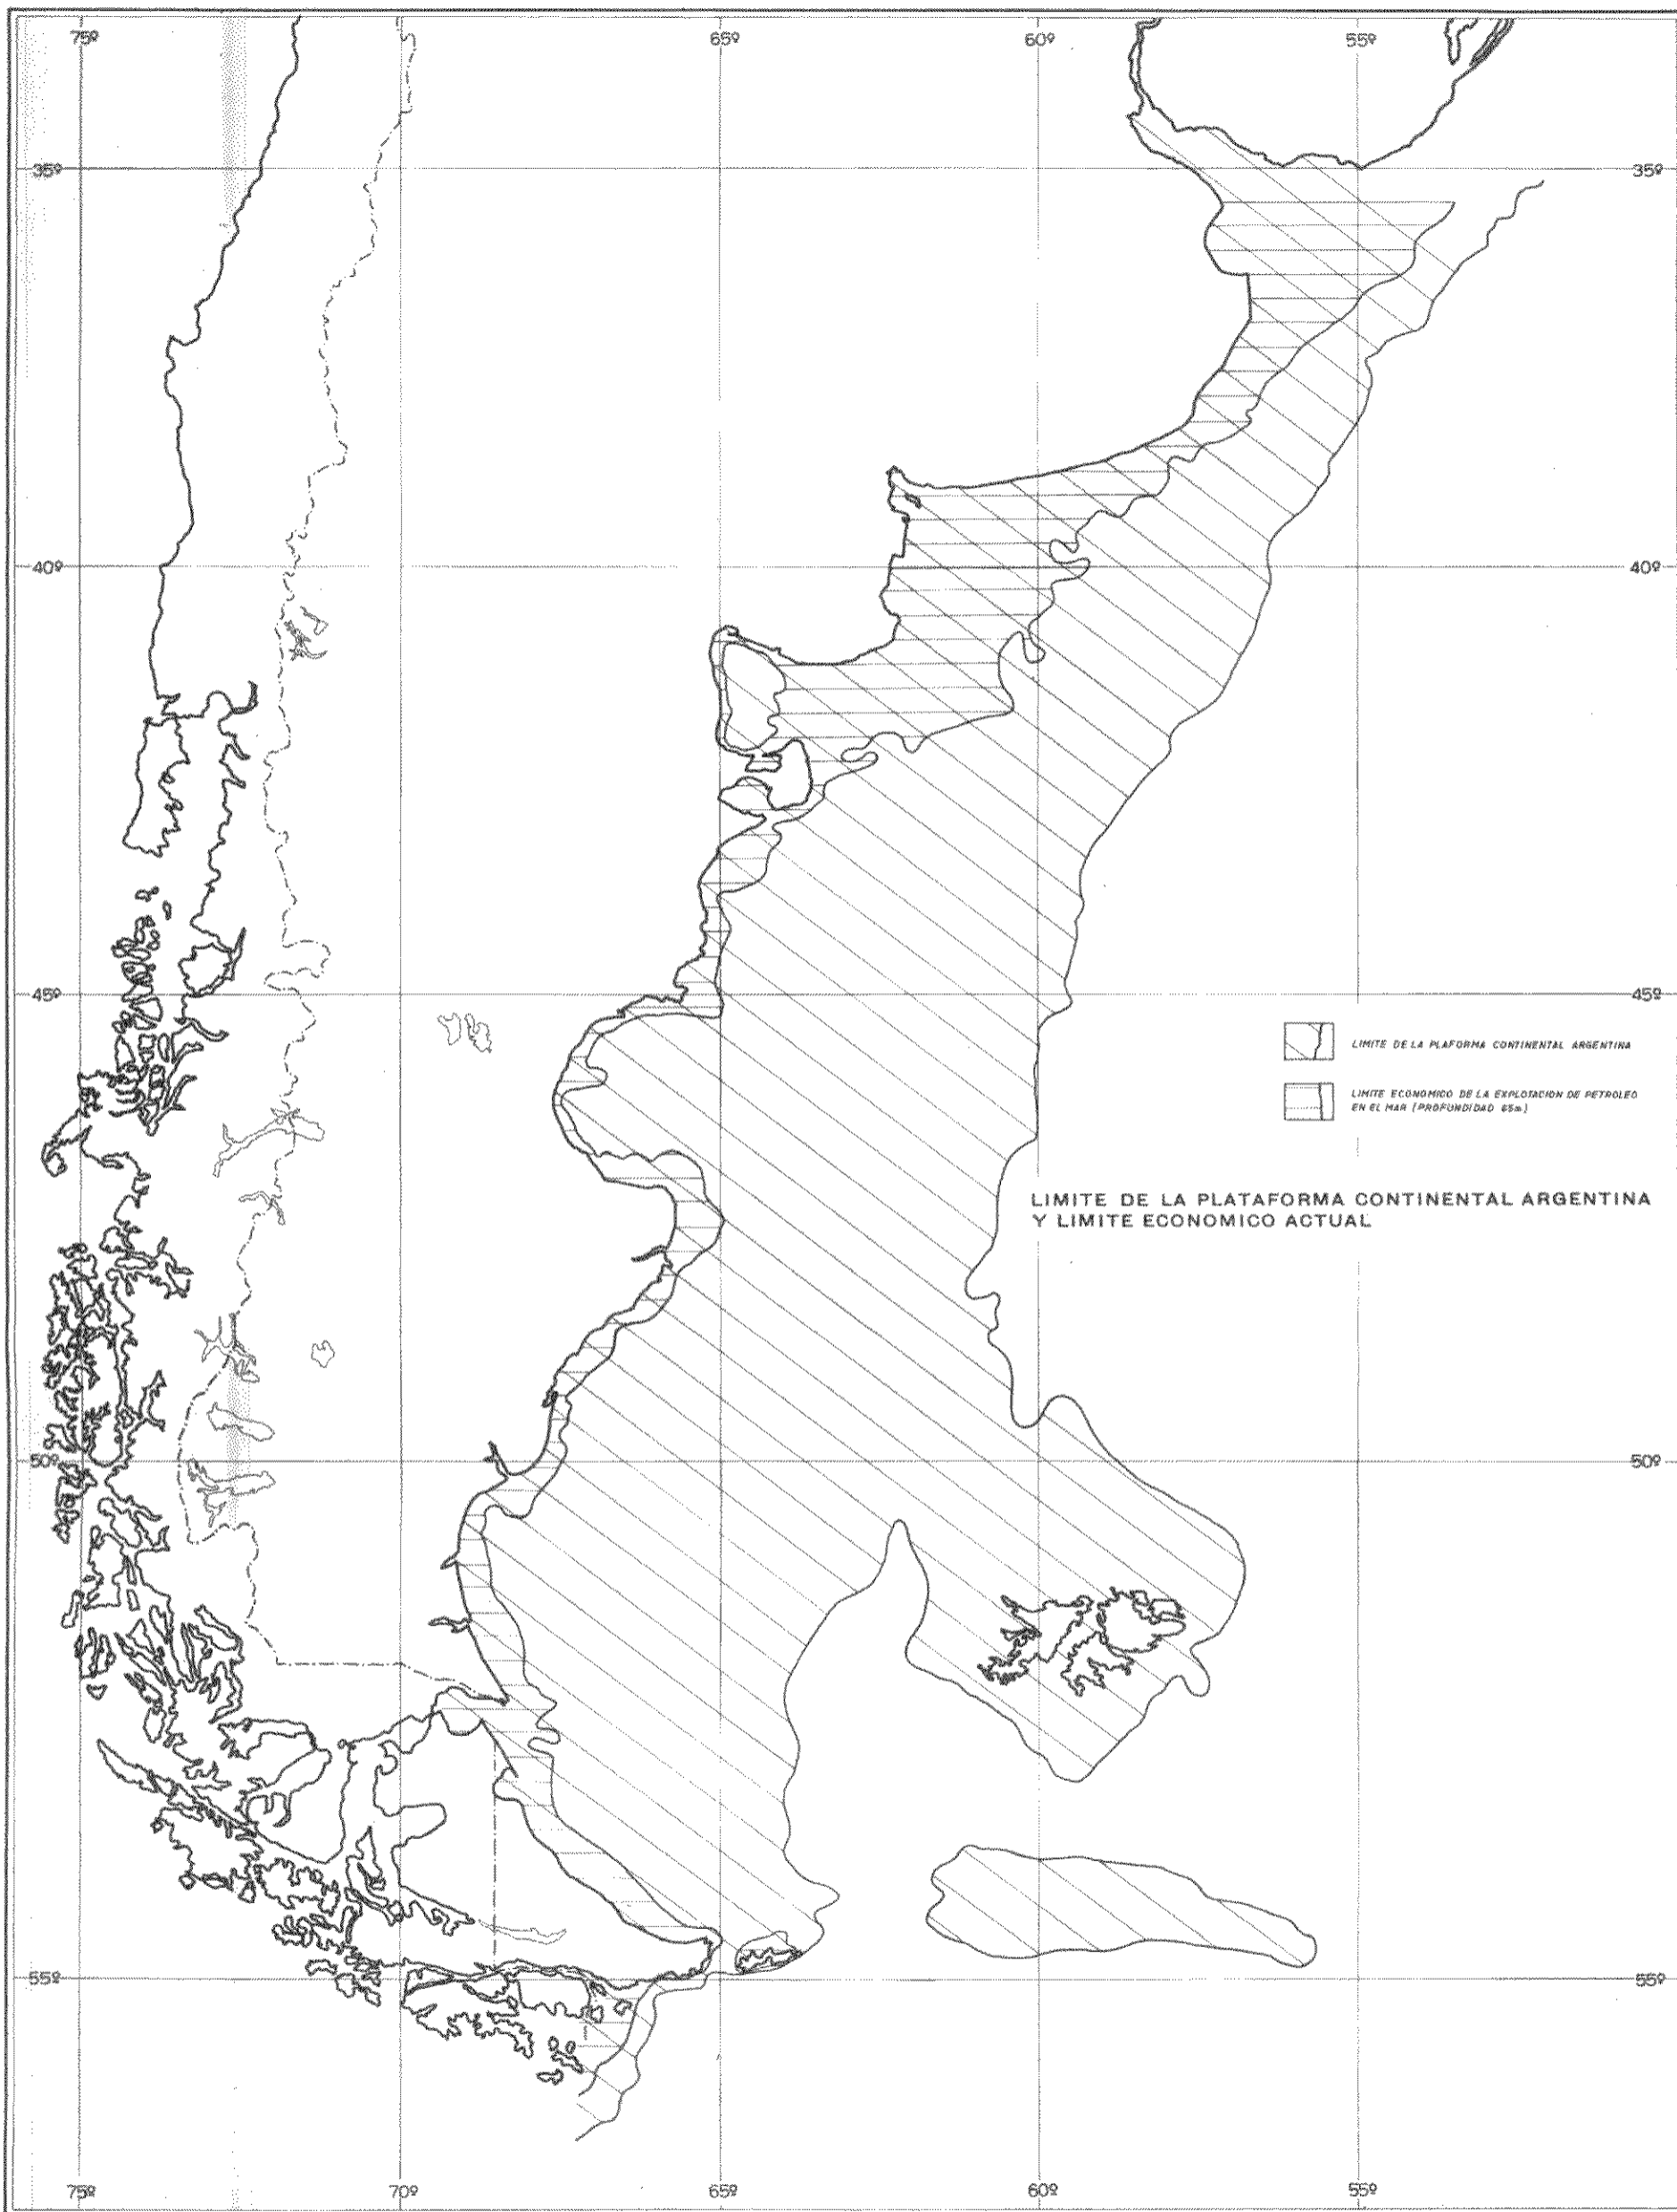 75º 65º 60º 55º
35º 35º
40º 40º
45º 45º
LIMITE DE LA PLAFORMA CONTINENTAL ARGENTINA
LIMITE ECONOMICO DE LA EXPLOTACION DE PETROLEO
EN EL MAR (PROFUNDIDAD 65m)
LIMITE DE LA PLATAFORMA CONTINENTAL ARGENTINA
Y LIMITE ECONOMICO ACTUAL
50º 50º
55º 55º
75º 70º 65º 60º 55º